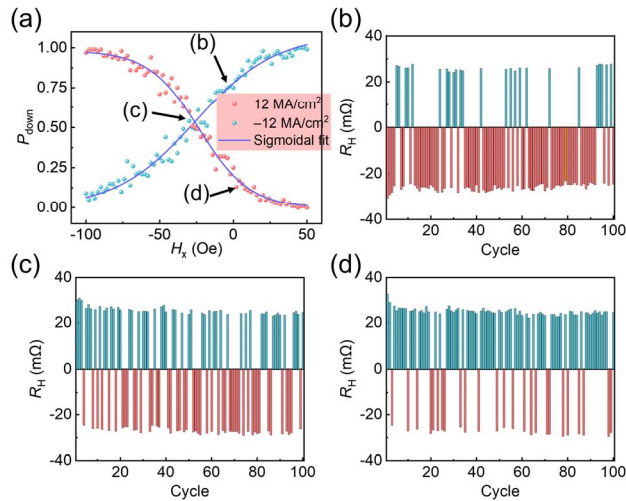 (a)
1.00
0.75
0.50
0.25
0.00
P_down
-100
-50
0
50
H_x (Oe)
(b)
(c)
(d)
12 MA/cm²
–12 MA/cm²
Sigmoidal fit
(b)
40
20
0
-20
-40
R_H (mΩ)
20
40
60
80
100
Cycle
(c)
40
20
0
-20
-40
R_H (mΩ)
20
40
60
80
100
Cycle
(d)
40
20
0
-20
-40
R_H (mΩ)
20
40
60
80
100
Cycle